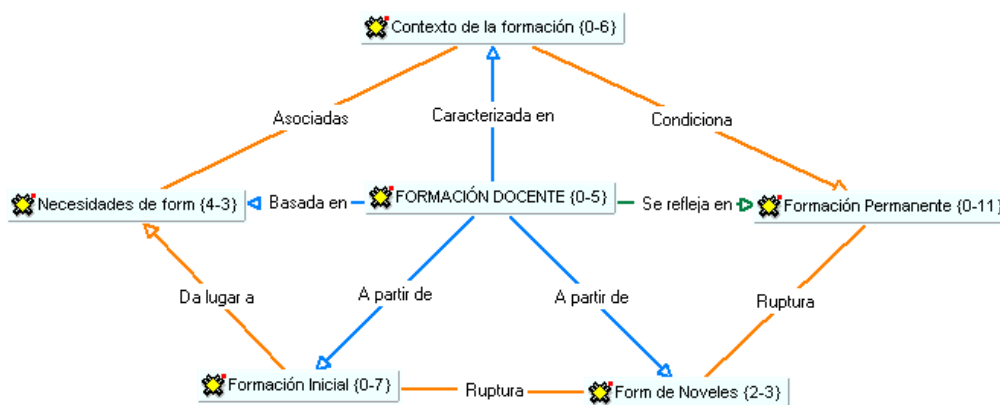 Contexto de la formación {0-6}
Asociadas
Caracterizada en
Condiciona
Necesidades de form {4-3}
Basada en
FORMACIÓN DOCENTE {0-5}
Se refleja en
Formación Permanente {0-11}
Da lugar a
A partir de
A partir de
Ruptura
Formación Inicial {0-7}
Ruptura
Form de Noveles {2-3}